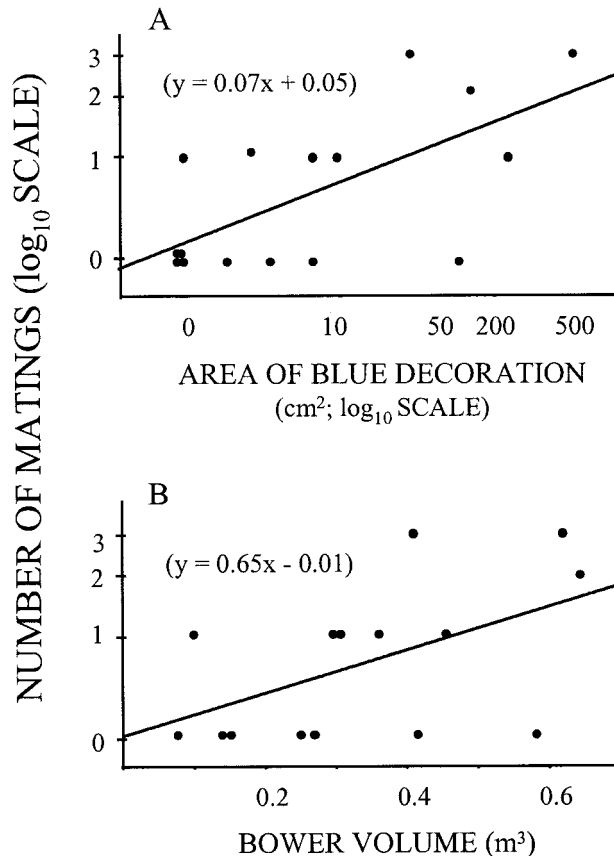 NUMBER OF MATINGS (log10 SCALE)
A
(y = 0.07x + 0.05)
3
2
1
0
0 10 50 200 500
AREA OF BLUE DECORATION
(cm²; log10 SCALE)
B
(y = 0.65x - 0.01)
3
2
1
0
0.2 0.4 0.6
BOWER VOLUME (m³)